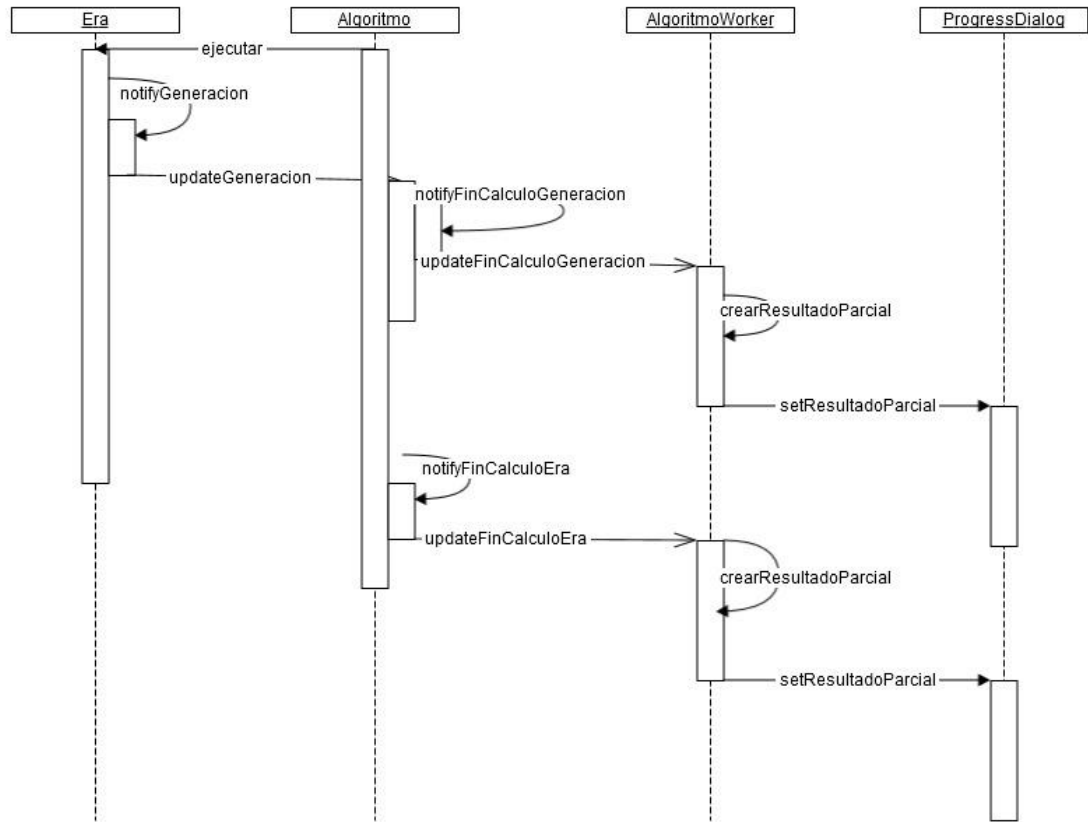 Era
Algoritmo
AlgoritmoWorker
ProgressDialog
ejecutar
notifyGeneracion
updateGeneracion
notifyFinCalculoGeneracion
updateFinCalculoGeneracion
crearResultadoParcial
setResultadoParcial
notifyFinCalculoEra
updateFinCalculoEra
crearResultadoParcial
setResultadoParcial